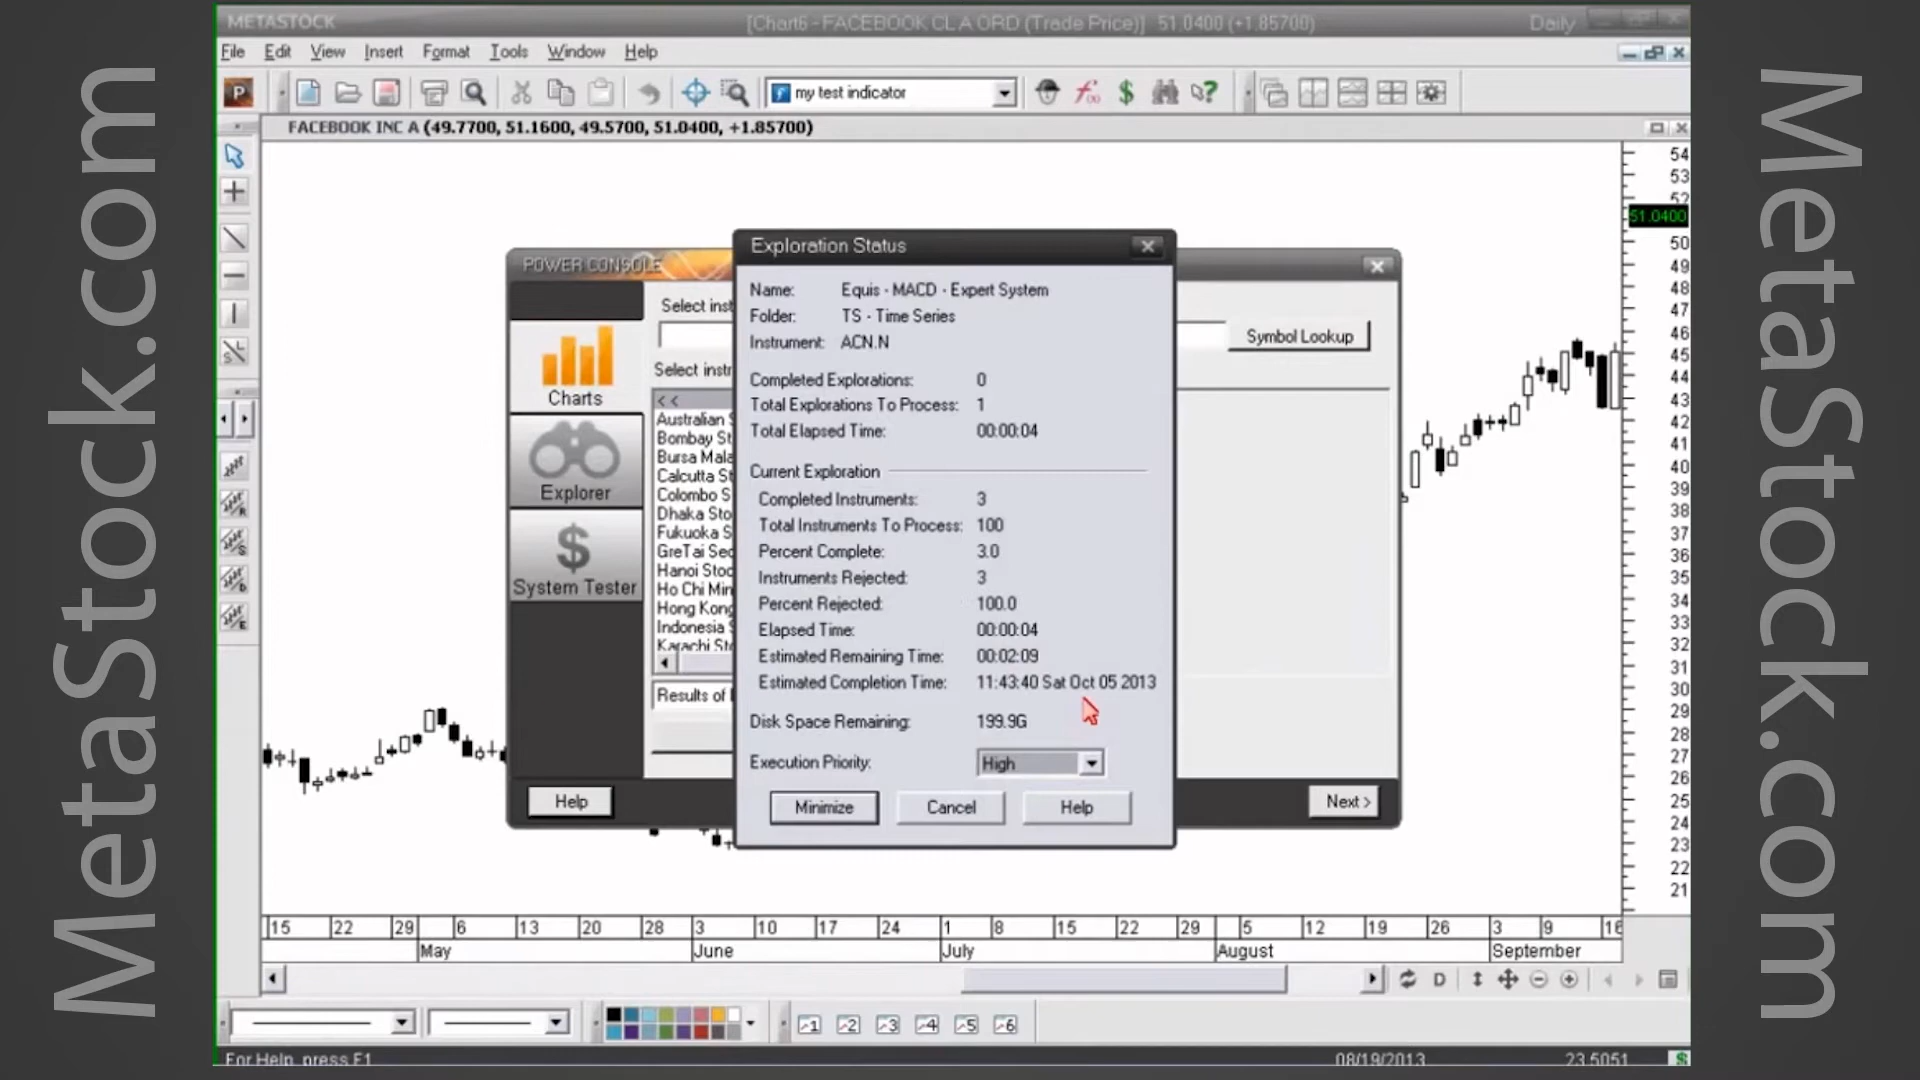 MetaStock.com
METASTOCK
[Chart6 - FACEBOOK CL A ORD (Trade Price)] 51.0400 (+1.85700)
Daily
File Edit View Insert Format Tools Window Help
P
my test indicator
FACEBOOK INC A (49.7700, 51.1600, 49.5700, 51.0400, +1.85700)
54
53
52
51.0400
50
49
48
47
46
45
44
43
42
41
40
39
38
37
36
35
34
33
32
31
30
29
28
27
26
25
24
23
22
21
POWER CONSOLE
Charts
Explorer
System Tester
Select inst
Symbol Lookup
Select instr
<<
Australian S
Bombay St
Bursa Mala
Calcutta St
Colombo S
Dhaka Sto
Fukuoka S
GreTai Sec
Hanoi Stoc
Ho Chi Min
Hong Kong
Indonesia S
Karachi Sto
Results of
Help
Next >
Exploration Status
Name: Equis - MACD - Expert System
Folder: TS - Time Series
Instrument: ACN.N
Completed Explorations: 0
Total Explorations To Process: 1
Total Elapsed Time: 00:00:04
Current Exploration
Completed Instruments: 3
Total Instruments To Process: 100
Percent Complete: 3.0
Instruments Rejected: 3
Percent Rejected: 100.0
Elapsed Time: 00:00:04
Estimated Remaining Time: 00:02:09
Estimated Completion Time: 11:43:40 Sat Oct 05 2013
Disk Space Remaining: 199.9G
Execution Priority: High
Minimize Cancel Help
15 22 29 6 13 20 28 3 10 17 24 1 8 15 22 29 5 12 19 26 3 9 16
May June July August September
D
1 2 3 4 5 6
For Help, press F1
08/19/2013 23.5051
MetaStock.com